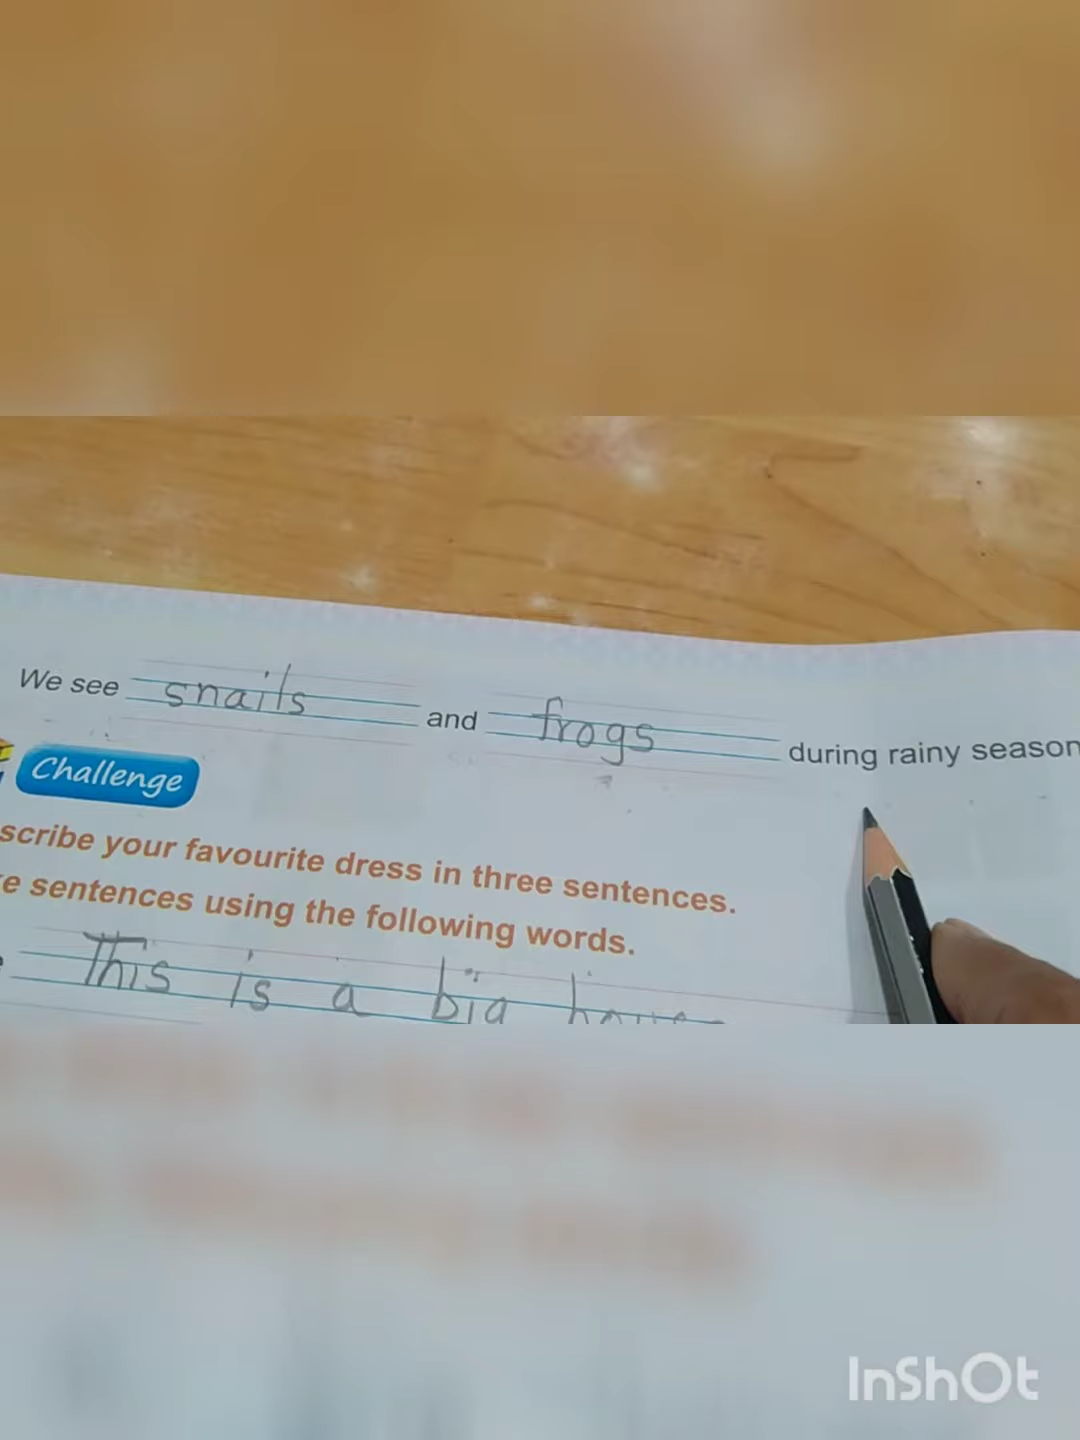 We see snails and frogs during rainy season
Challenge
scribe your favourite dress in three sentences.
e sentences using the following words.
This is a big
InShOt